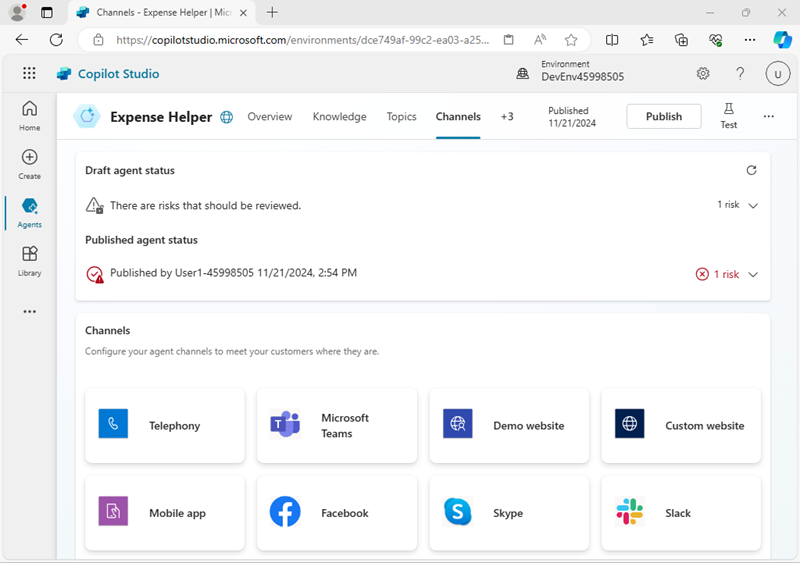 Channels - Expense Helper | Micr
https://copilotstudio.microsoft.com/environments/dce749af-99c2-ea03-a25...
Copilot Studio
Environment
DevEnv45998505
U
Home
Create
Agents
Library
Expense Helper
Overview
Knowledge
Topics
Channels
+3
Published
11/21/2024
Publish
Test
Draft agent status
There are risks that should be reviewed.
1 risk
Published agent status
Published by User1-45998505 11/21/2024, 2:54 PM
1 risk
Channels
Configure your agent channels to meet your customers where they are.
Telephony
Microsoft
Teams
Demo website
Custom website
Mobile app
Facebook
Skype
Slack